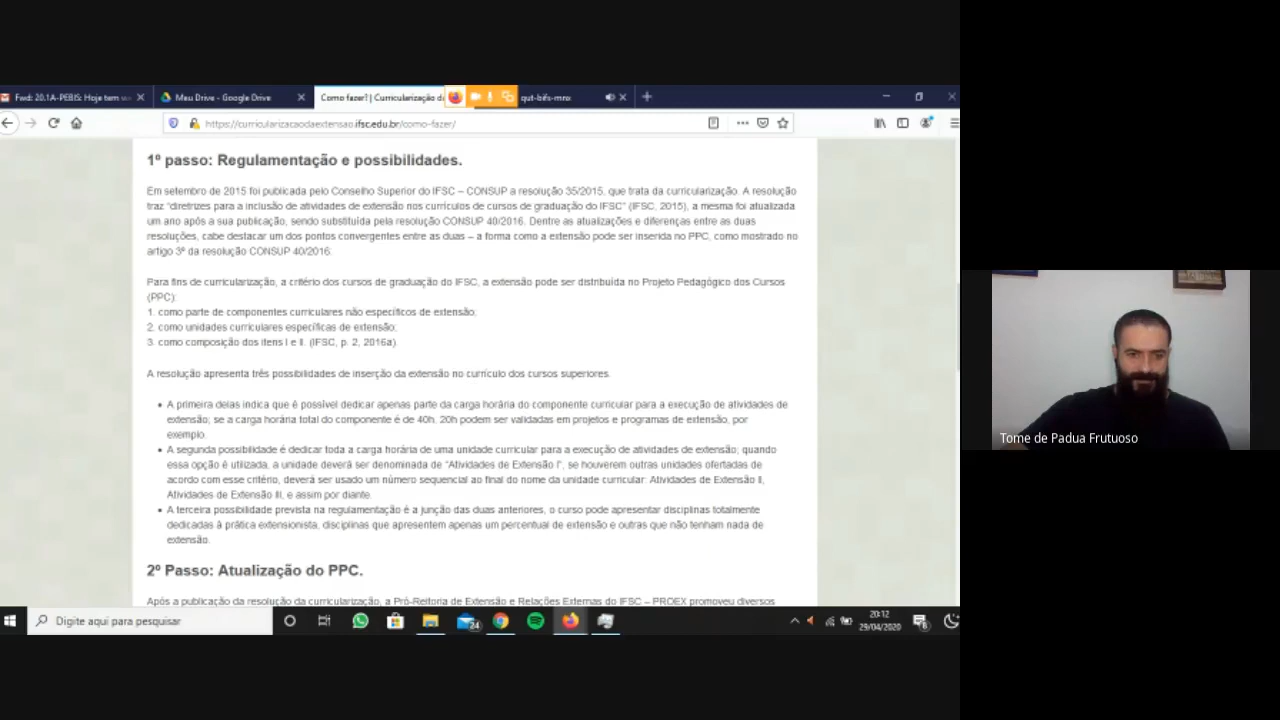 Fwd: 20.1A-PEBIS: Hoje tem
Meu Drive - Google Drive
Como fazer? | Curricularização da
qut-bifs-mro
https://curricularizacaodaextensao.ifsc.edu.br/como-fazer/
1º passo: Regulamentação e possibilidades.
Em setembro de 2015 foi publicada pelo Conselho Superior do IFSC – CONSUP a resolução 35/2015, que trata da curricularização. A resolução
traz “diretrizes para a inclusão de atividades de extensão nos currículos de cursos de graduação do IFSC” (IFSC, 2015), a mesma foi atualizada
um ano após a sua publicação, sendo substituída pela resolução CONSUP 40/2016. Dentre as atualizações e diferenças entre as duas
resoluções, cabe destacar um dos pontos convergentes entre as duas – a forma como a extensão pode ser inserida no PPC, como mostrado no
artigo 3º da resolução CONSUP 40/2016.
Para fins de curricularização, a critério dos cursos de graduação do IFSC, a extensão pode ser distribuída no Projeto Pedagógico dos Cursos
(PPC):
1. como parte de componentes curriculares não específicos de extensão;
2. como unidades curriculares específicas de extensão;
3. como composição dos itens I e II. (IFSC, p. 2, 2016a).
A resolução apresenta três possibilidades de inserção da extensão no currículo dos cursos superiores.
• A primeira delas indica que é possível dedicar apenas parte da carga horária do componente curricular para a execução de atividades de
extensão; se a carga horária total do componente é de 40h, 20h podem ser validadas em projetos e programas de extensão, por
exemplo.
• A segunda possibilidade é dedicar toda a carga horária de uma unidade curricular para a execução de atividades de extensão; quando
essa opção é utilizada, a unidade deverá ser denominada de “Atividades de Extensão I”, se houverem outras unidades ofertadas de
acordo com esse critério, deverá ser usado um número sequencial ao final do nome da unidade curricular: Atividades de Extensão II,
Atividades de Extensão III, e assim por diante.
• A terceira possibilidade prevista na regulamentação é a junção das duas anteriores, o curso pode apresentar disciplinas totalmente
dedicadas à prática extensionista, disciplinas que apresentem apenas um percentual de extensão e outras que não tenham nada de
extensão.
2º Passo: Atualização do PPC.
Após a publicação da resolução da curricularização, a Pró-Reitoria de Extensão e Relações Externas do IFSC – PROEX promoveu diversos
Digite aqui para pesquisar
24
20:12
29/04/2020
Tome de Padua Frutuoso